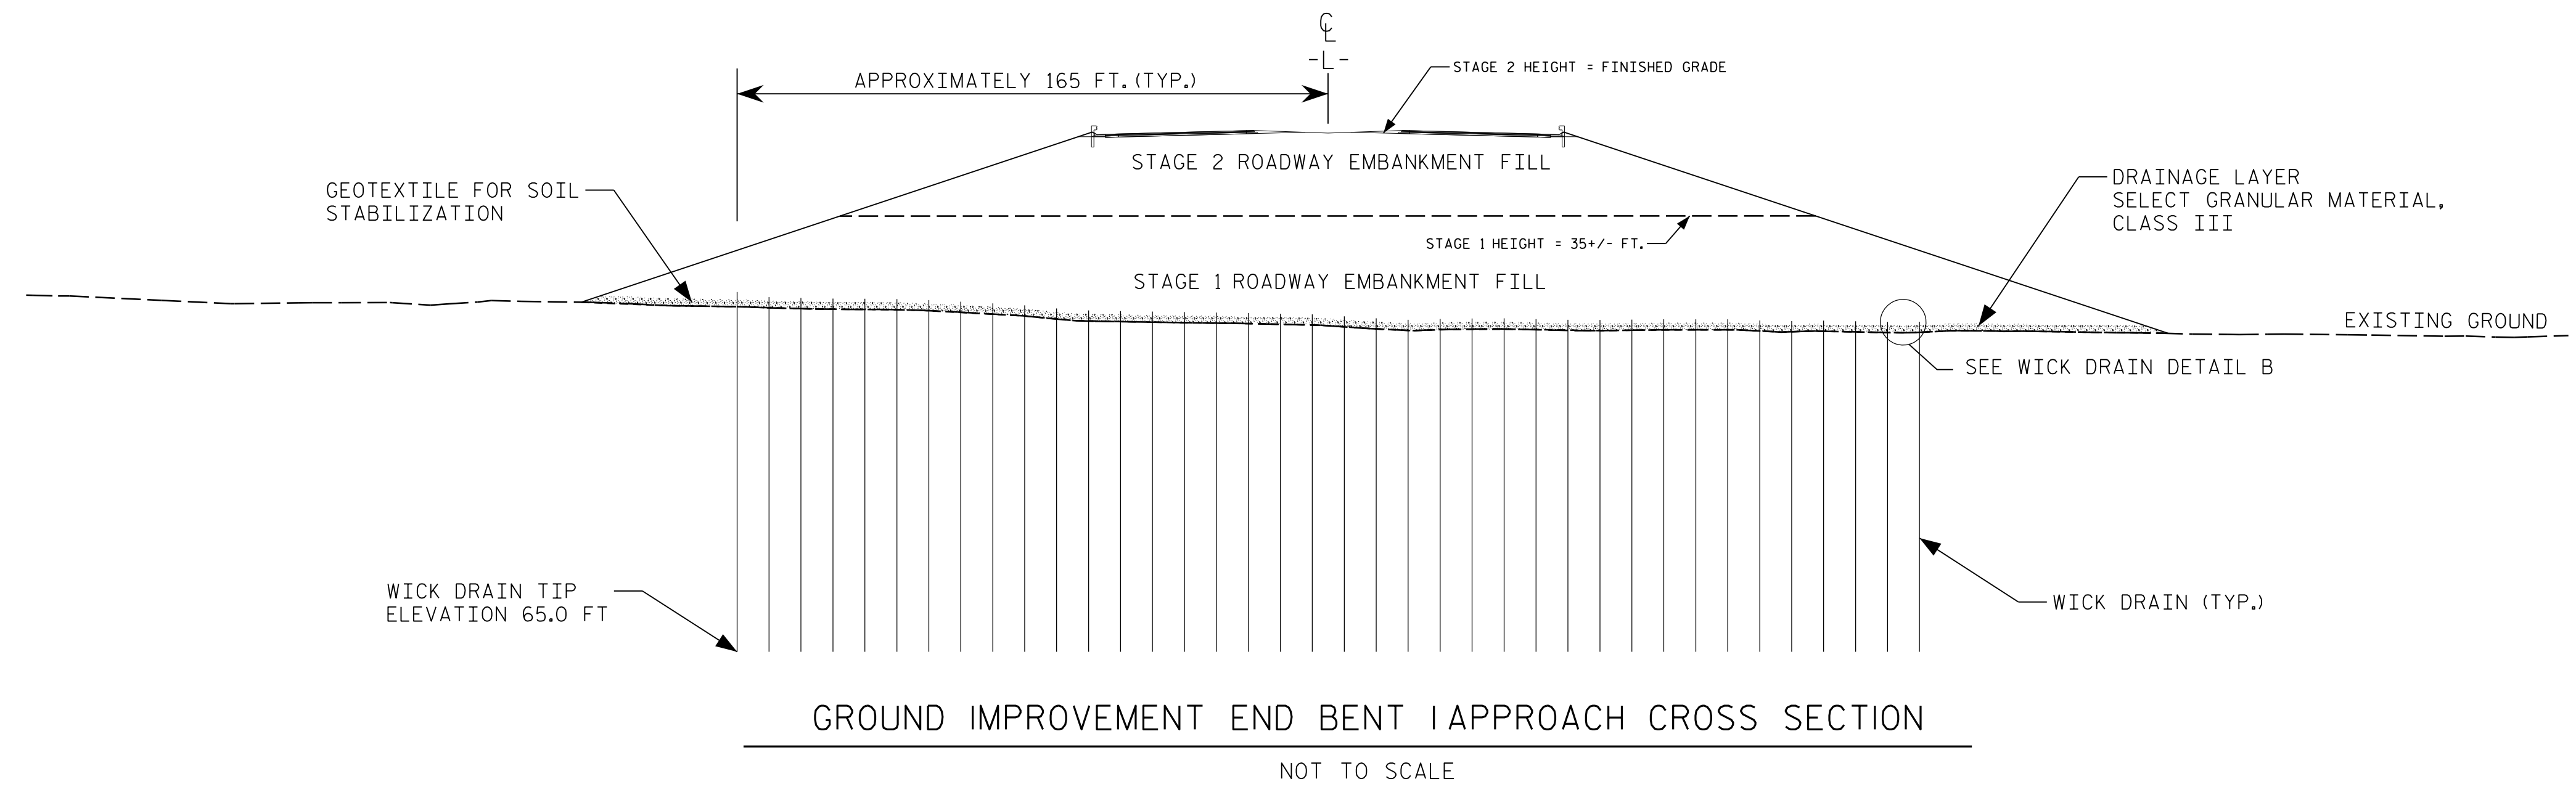 CL
-L-
APPROXIMATELY 165 FT.(TYP.)
STAGE 2 HEIGHT = FINISHED GRADE
STAGE 2 ROADWAY EMBANKMENT FILL
GEOTEXTILE FOR SOIL
STABILIZATION
DRAINAGE LAYER
SELECT GRANULAR MATERIAL,
CLASS III
STAGE 1 HEIGHT = 35+/- FT.
STAGE 1 ROADWAY EMBANKMENT FILL
EXISTING GROUND
SEE WICK DRAIN DETAIL B
WICK DRAIN TIP
ELEVATION 65.0 FT
WICK DRAIN (TYP.)
GROUND IMPROVEMENT END BENT 1 APPROACH CROSS SECTION
NOT TO SCALE